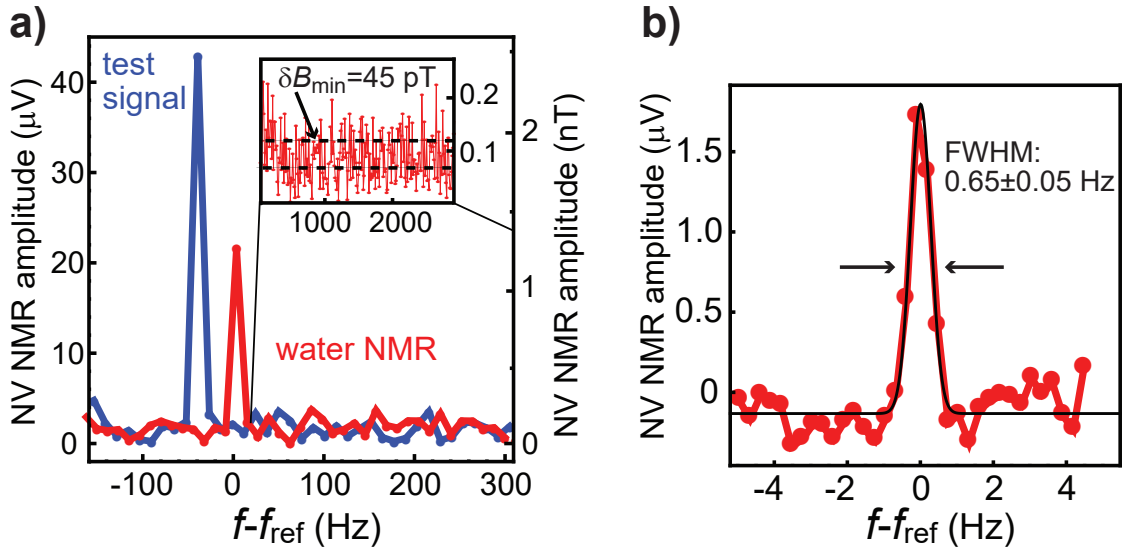 a)
NV NMR amplitude (μV)
40
30
20
10
0
test
signal
δBmin=45 pT
0.2
0.1
1000 2000
water NMR
2
1
0
NV NMR amplitude (nT)
-100 0 100 200 300
f-fref (Hz)
b)
NV NMR amplitude (μV)
1.5
1.0
0.5
0
FWHM:
0.65±0.05 Hz
-4 -2 0 2 4
f-fref (Hz)